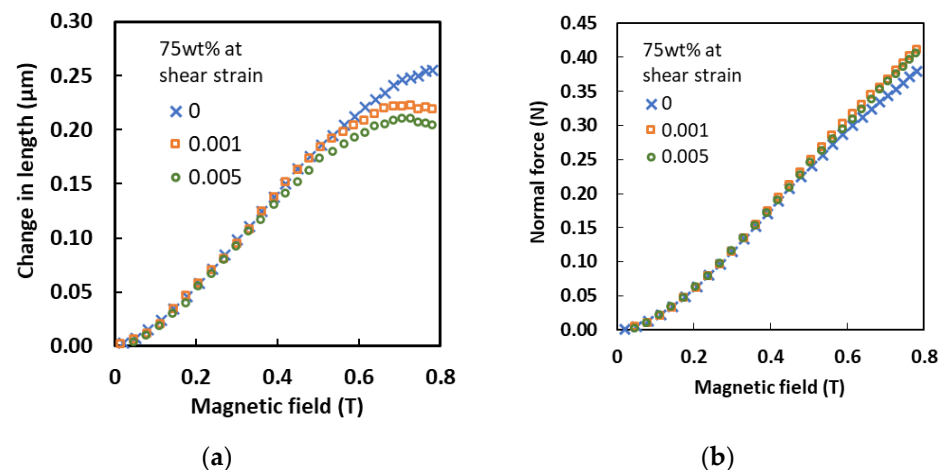 0.30
0.25
0.20
0.15
0.10
0.05
0.00
Change in length (µm)
75wt% at
shear strain
0
0.001
0.005
0 0.2 0.4 0.6 0.8
Magnetic field (T)
(a)
0.45
0.40
0.35
0.30
0.25
0.20
0.15
0.10
0.05
0.00
Normal force (N)
75wt% at
shear strain
0
0.001
0.005
0 0.2 0.4 0.6 0.8
Magnetic field (T)
(b)